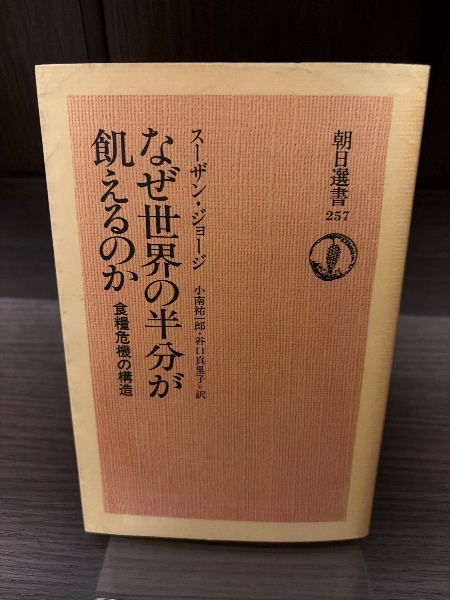 朝日選書
257
スーザン・ジョージ
小南祐一郎・谷口真里子=訳
なぜ世界の半分が
飢えるのか
食糧危機の構造